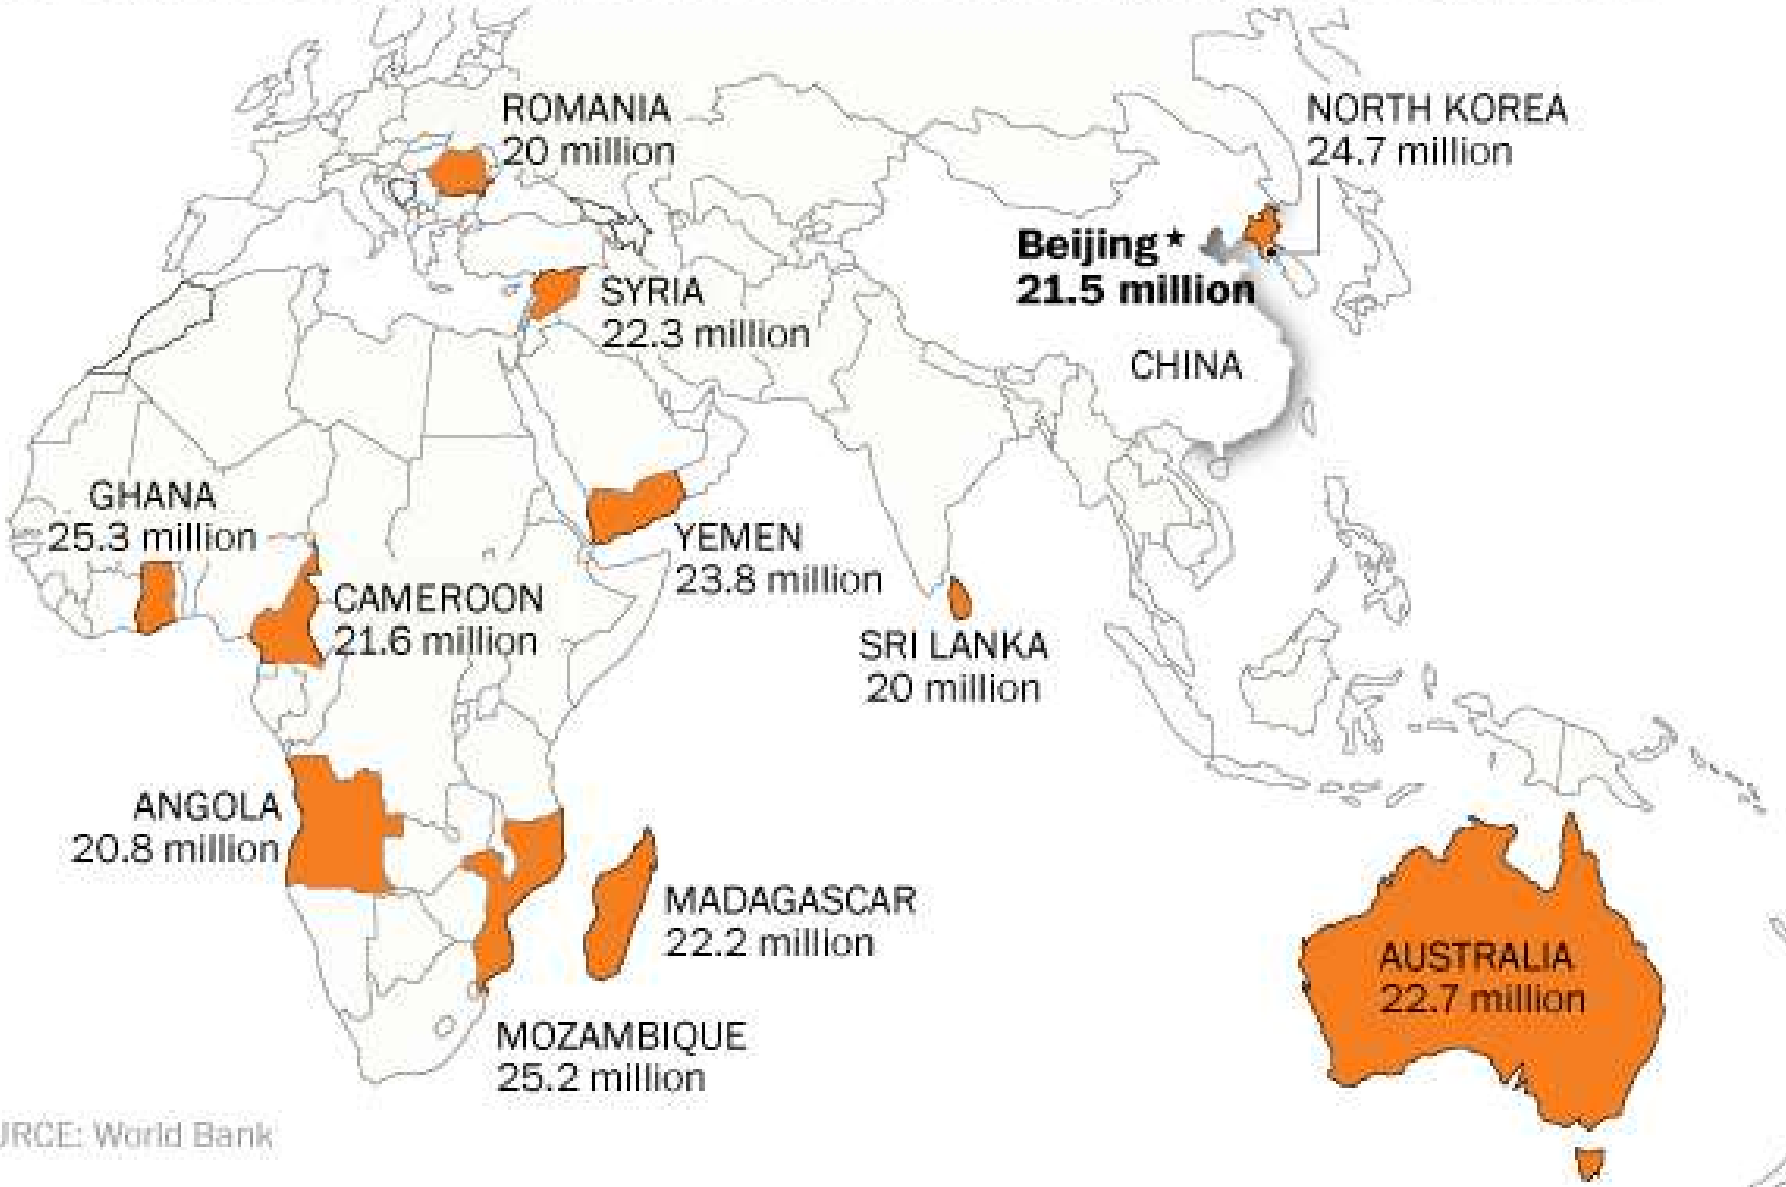 ROMANIA
20 million
NORTH KOREA
24.7 million
Beijing*
21.5 million
SYRIA
22.3 million
CHINA
GHANA
25.3 million
YEMEN
23.8 million
CAMEROON
21.6 million
SRI LANKA
20 million
ANGOLA
20.8 million
MADAGASCAR
22.2 million
AUSTRALIA
22.7 million
MOZAMBIQUE
25.2 million
URCE: World Bank